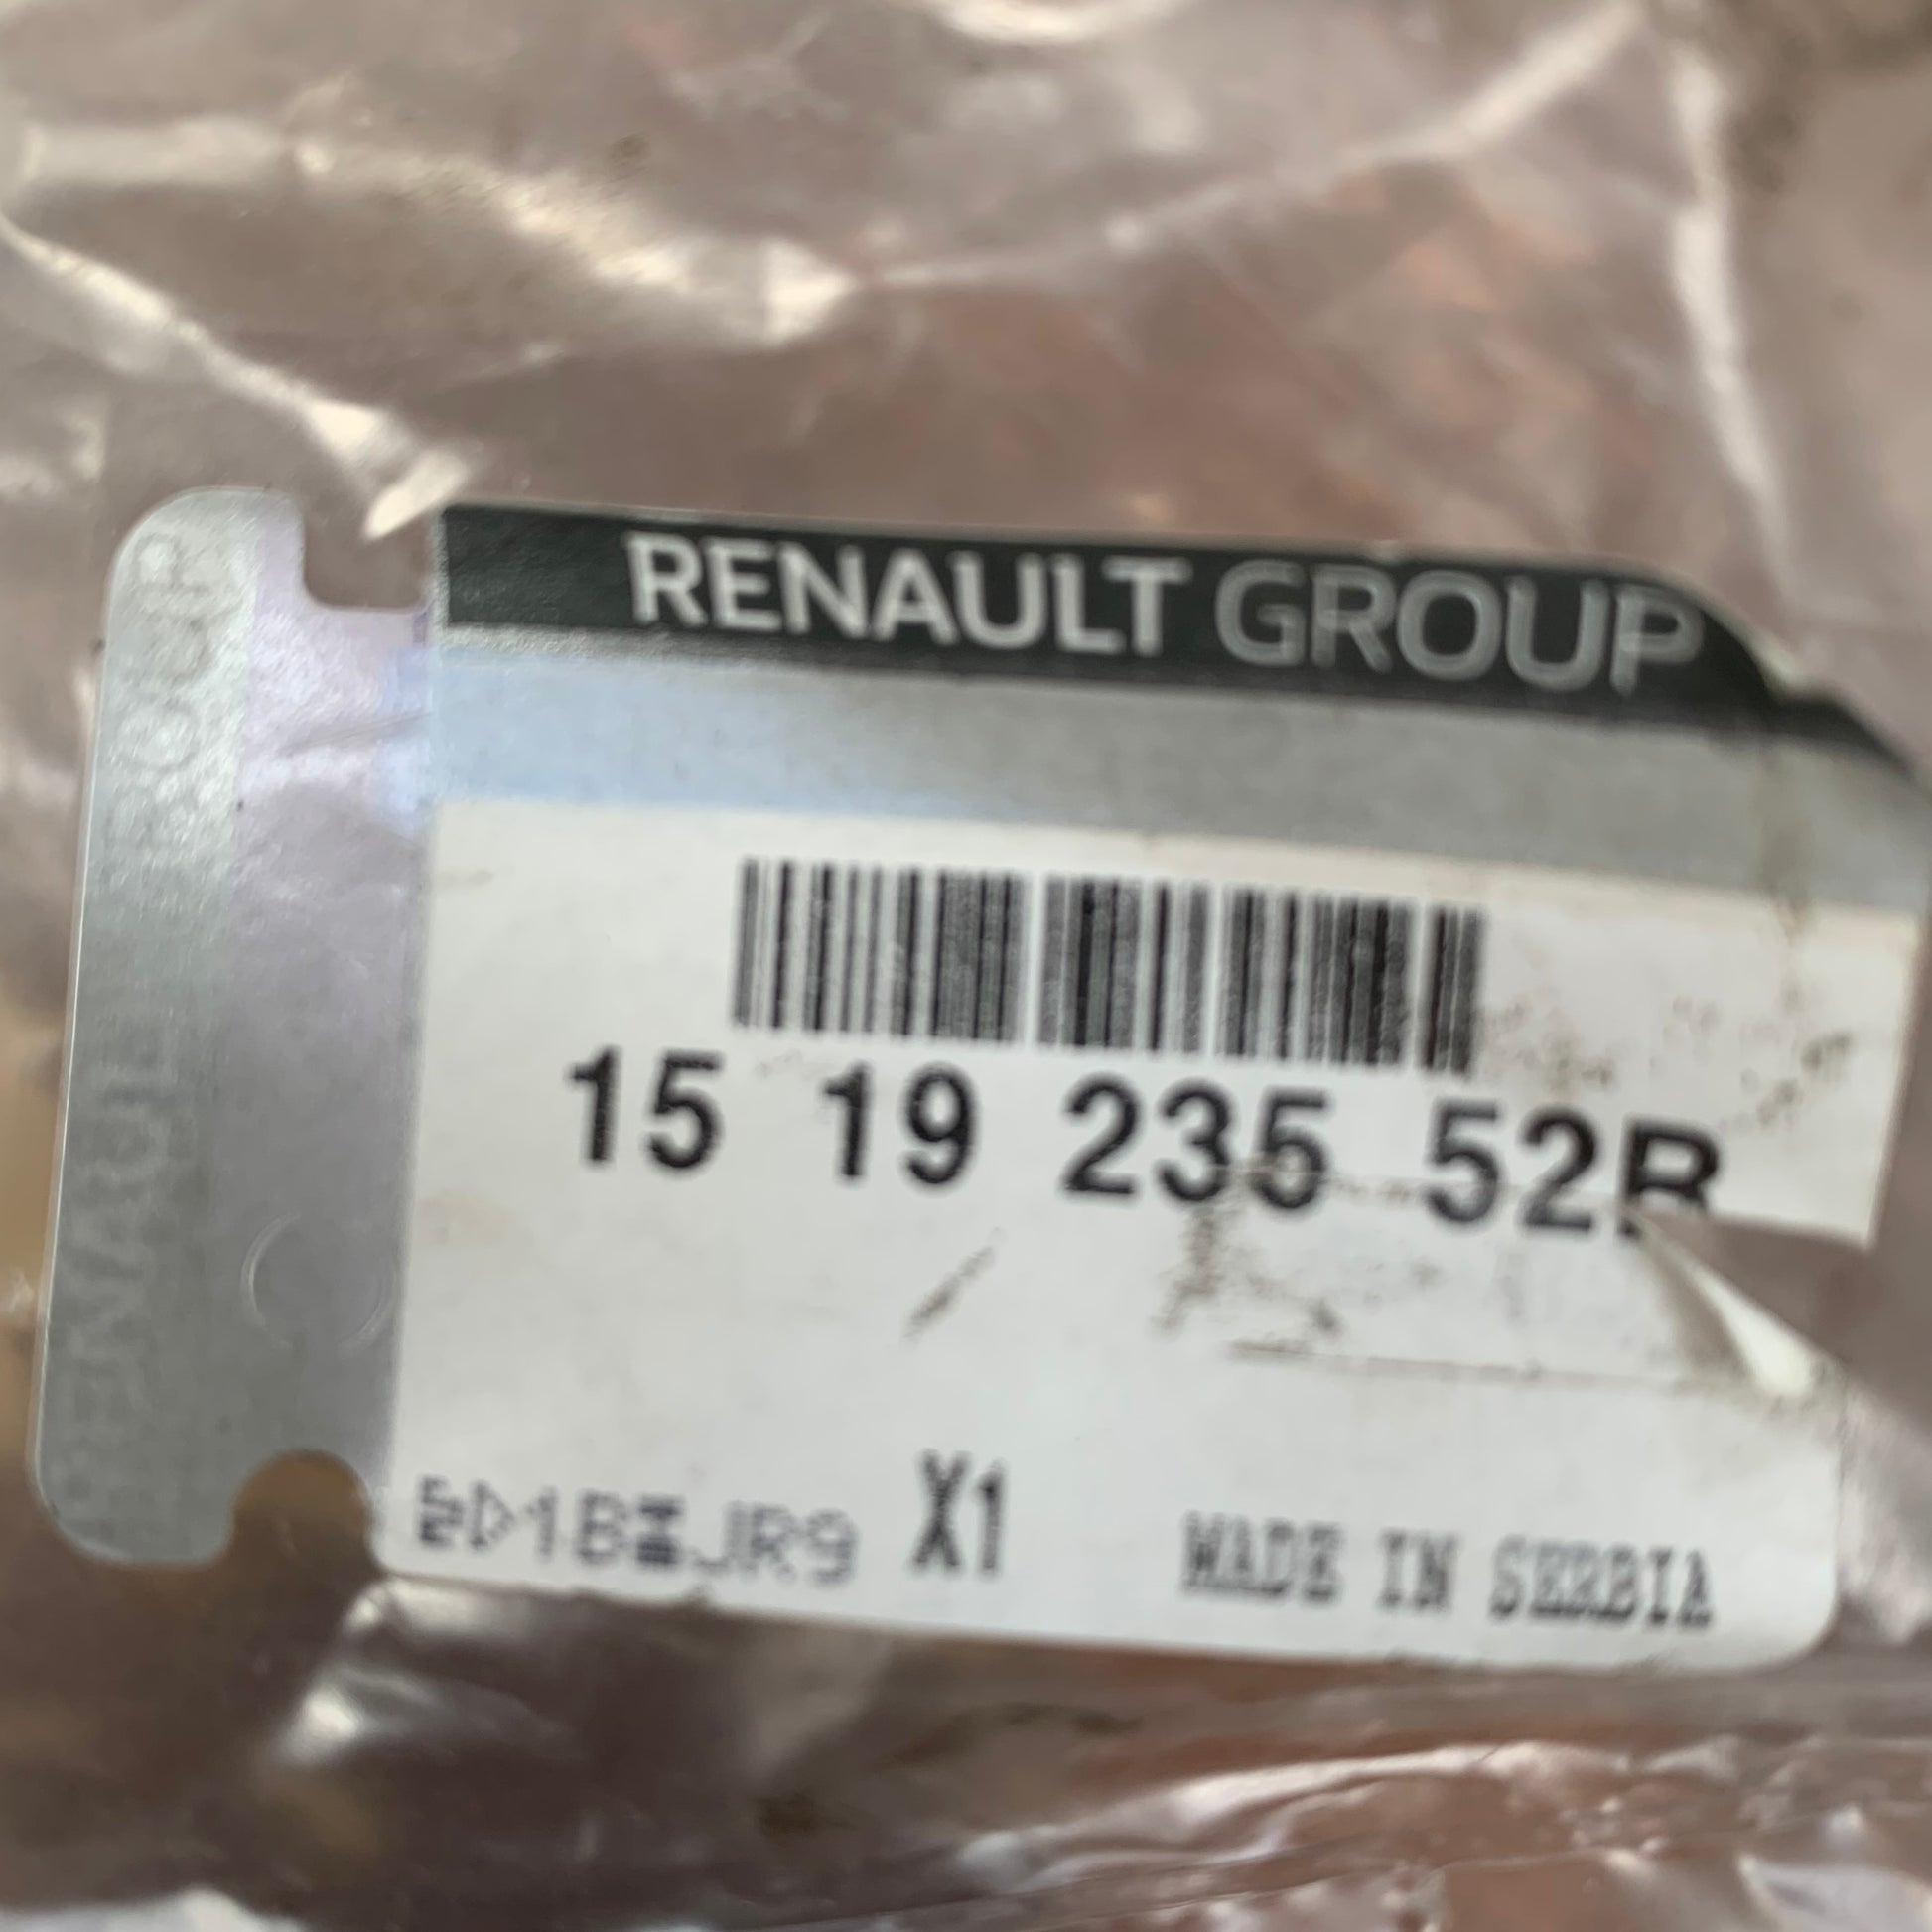 RENAULT GROUP
15 19 235 52R
X1 MADE IN SERBIA